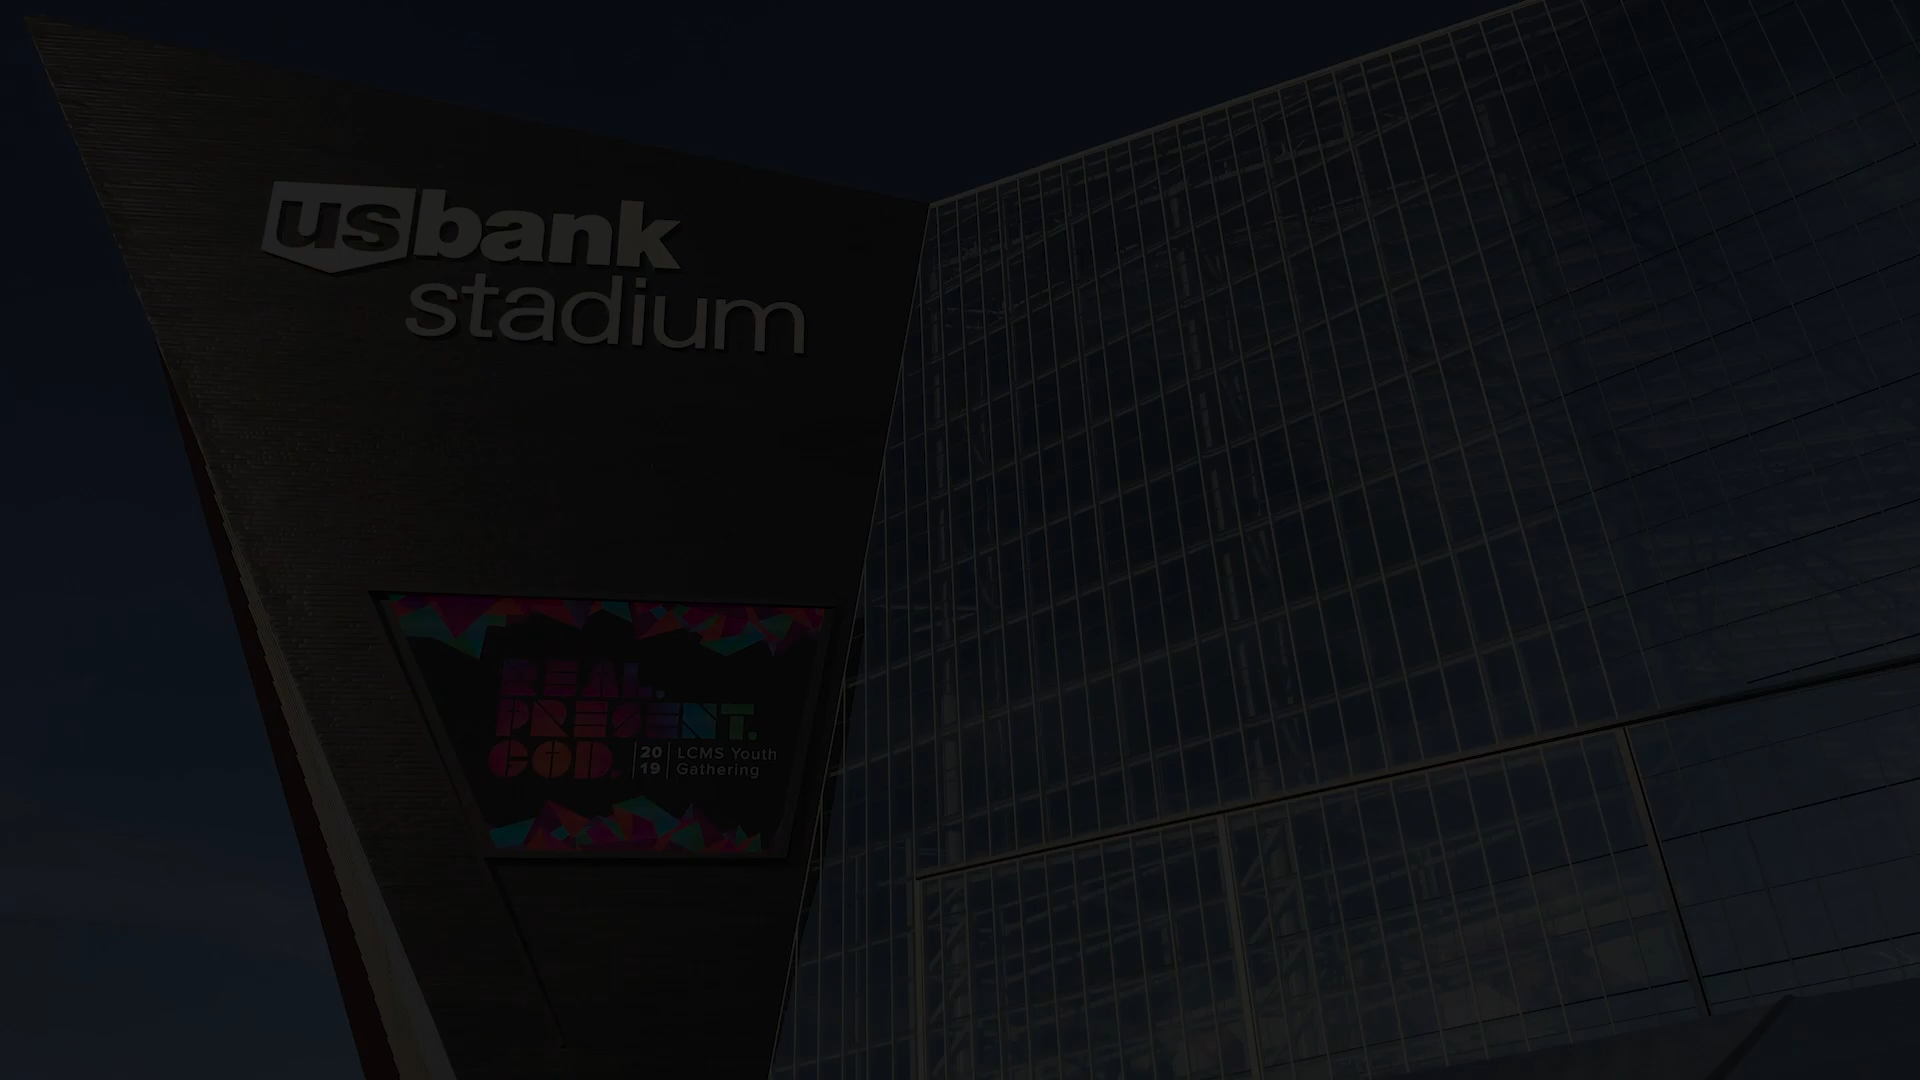 usbank
stadium
REAL.
PRESENT.
GOD.
20
19
LCMS Youth
Gathering